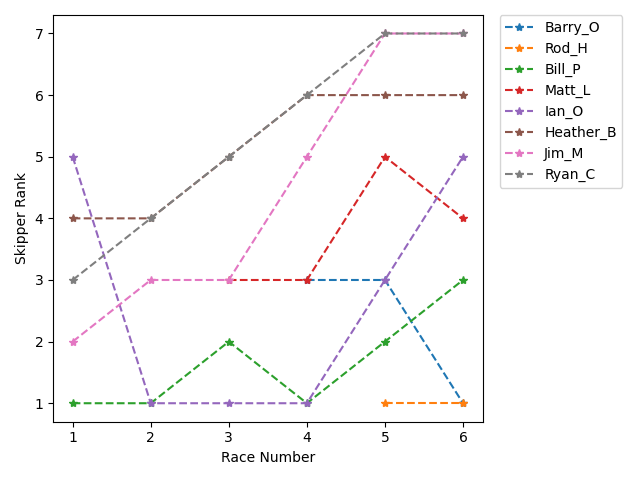 7
6
5
4
3
2
1
Skipper Rank
1 2 3 4 5 6
Race Number
Barry_O
Rod_H
Bill_P
Matt_L
Ian_O
Heather_B
Jim_M
Ryan_C